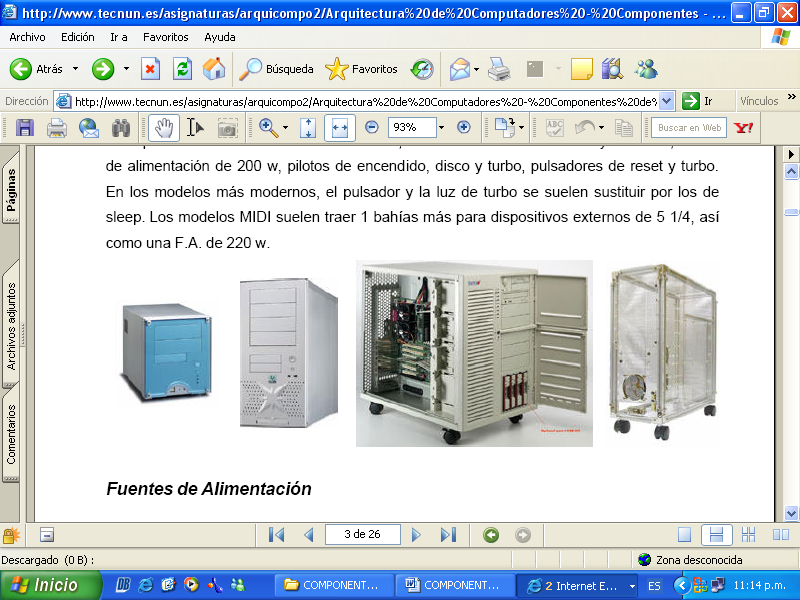 http://www.tecnun.es/asignaturas/arquicompo2/Arquitectura%20de%20Computadores%20-%20Componentes - ...
Archivo Edición Ir a Favoritos Ayuda
Atrás Búsqueda Favoritos
Dirección http://www.tecnun.es/asignaturas/arquicompo2/Arquitectura%20de%20Computadores%20-%20Componentes%20de% Ir Vínculos »
93% Buscar en Web Y!
Páginas
Archivos adjuntos
Comentarios
de alimentación de 200 w, pilotos de encendido, disco y turbo, pulsadores de reset y turbo.
En los modelos más modernos, el pulsador y la luz de turbo se suelen sustituir por los de
sleep. Los modelos MIDI suelen traer 1 bahías más para dispositivos externos de 5 1/4, así
como una F.A. de 220 w.
Fuentes de Alimentación
3 de 26
Descargado (0 B) : Zona desconocida
Inicio COMPONENT... COMPONENT... 2 Internet E... ES 11:14 p.m.